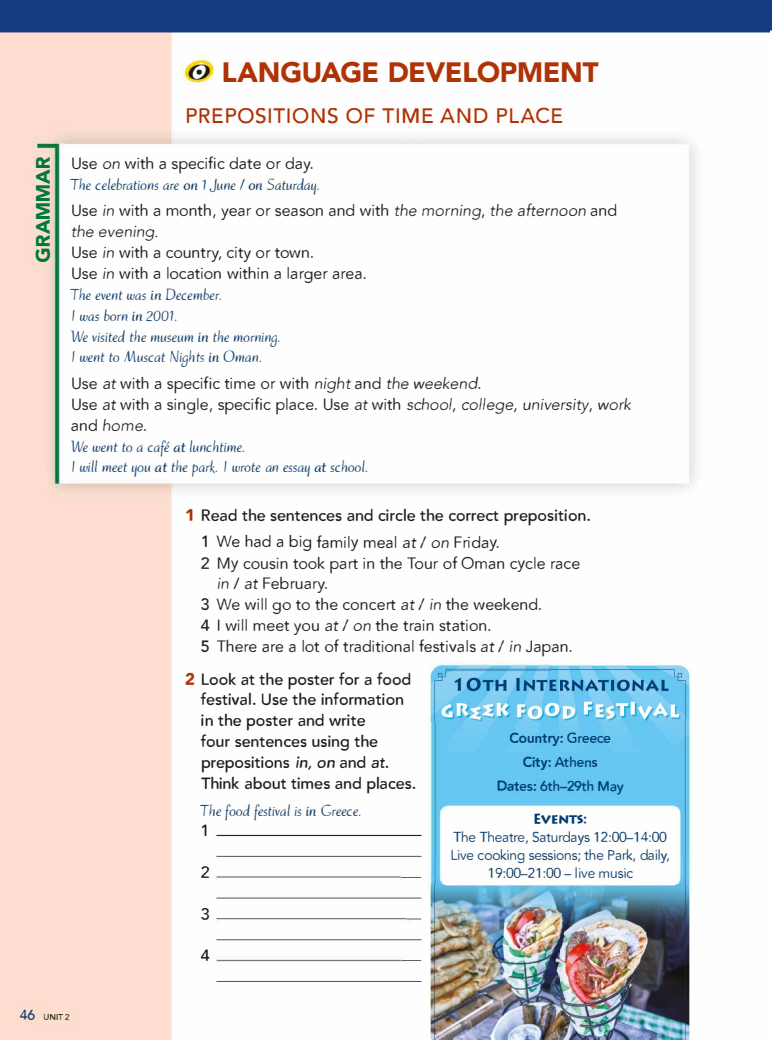 LANGUAGE DEVELOPMENT
PREPOSITIONS OF TIME AND PLACE
GRAMMAR
Use on with a specific date or day.
The celebrations are on 1 June / on Saturday.
Use in with a month, year or season and with the morning, the afternoon and
the evening.
Use in with a country, city or town.
Use in with a location within a larger area.
The event was in December.
I was born in 2001.
We visited the museum in the morning.
I went to Muscat Nights in Oman.
Use at with a specific time or with night and the weekend.
Use at with a single, specific place. Use at with school, college, university, work
and home.
We went to a café at lunchtime.
I will meet you at the park. I wrote an essay at school.
1 Read the sentences and circle the correct preposition.
1 We had a big family meal at / on Friday.
2 My cousin took part in the Tour of Oman cycle race
in / at February.
3 We will go to the concert at / in the weekend.
4 I will meet you at / on the train station.
5 There are a lot of traditional festivals at / in Japan.
2 Look at the poster for a food
festival. Use the information
in the poster and write
four sentences using the
prepositions in, on and at.
Think about times and places.
The food festival is in Greece.
1
2
3
4
10TH INTERNATIONAL
GREEK FOOD FESTIVAL
Country: Greece
City: Athens
Dates: 6th–29th May
EVENTS:
The Theatre, Saturdays 12:00–14:00
Live cooking sessions; the Park, daily,
19:00–21:00 – live music
46 UNIT 2